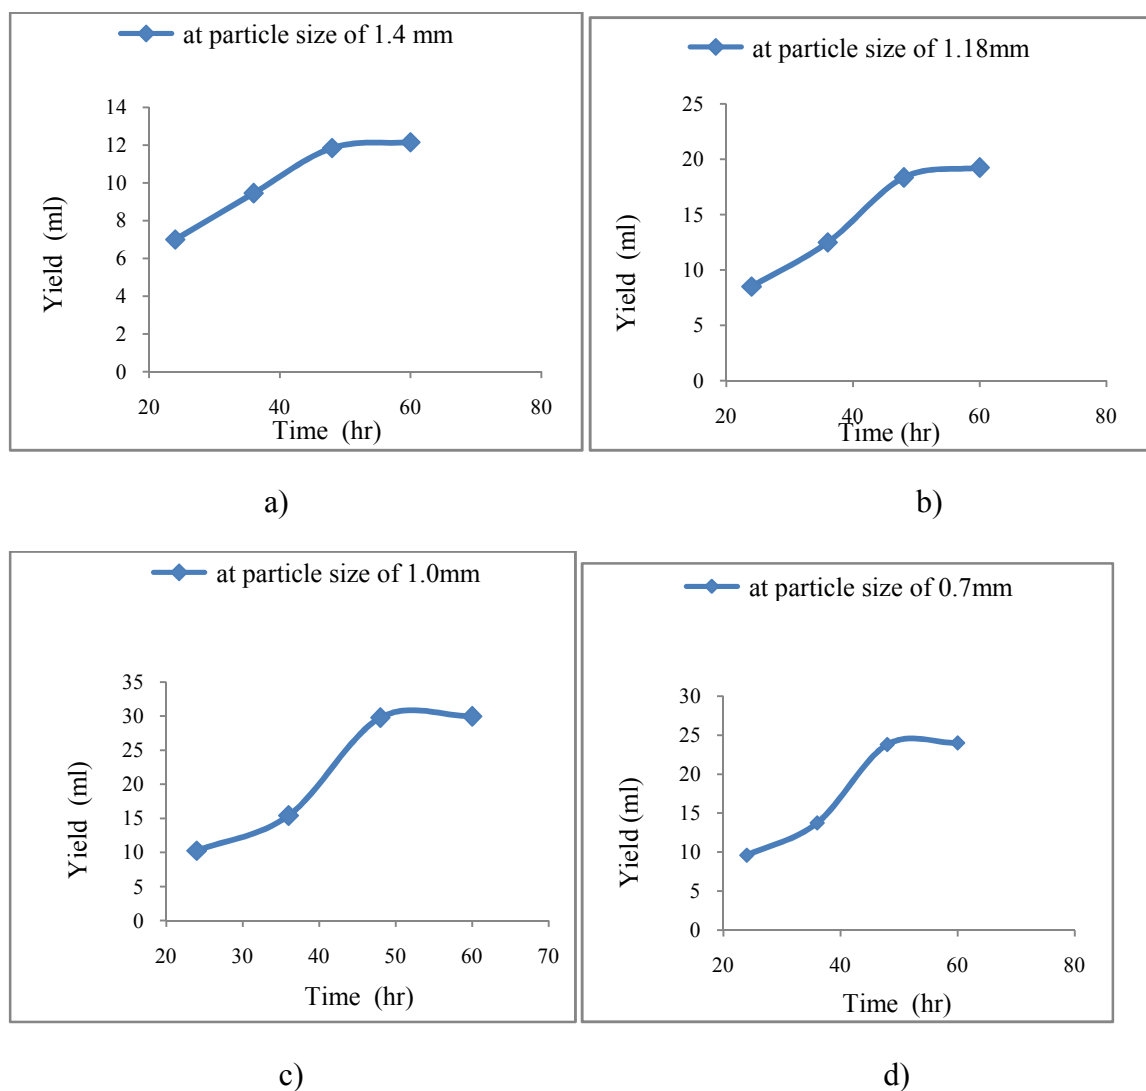 at particle size of 1.4 mm
14
12
10
8
6
4
2
0
Yield (ml)
20 40 60 80
Time (hr)
a)
at particle size of 1.18mm
25
20
15
10
5
0
Yield (ml)
20 40 60 80
Time (hr)
b)
at particle size of 1.0mm
35
30
25
20
15
10
5
0
Yield (ml)
20 30 40 50 60 70
Time (hr)
c)
at particle size of 0.7mm
30
25
20
15
10
5
0
Yield (ml)
20 40 60 80
Time (hr)
d)